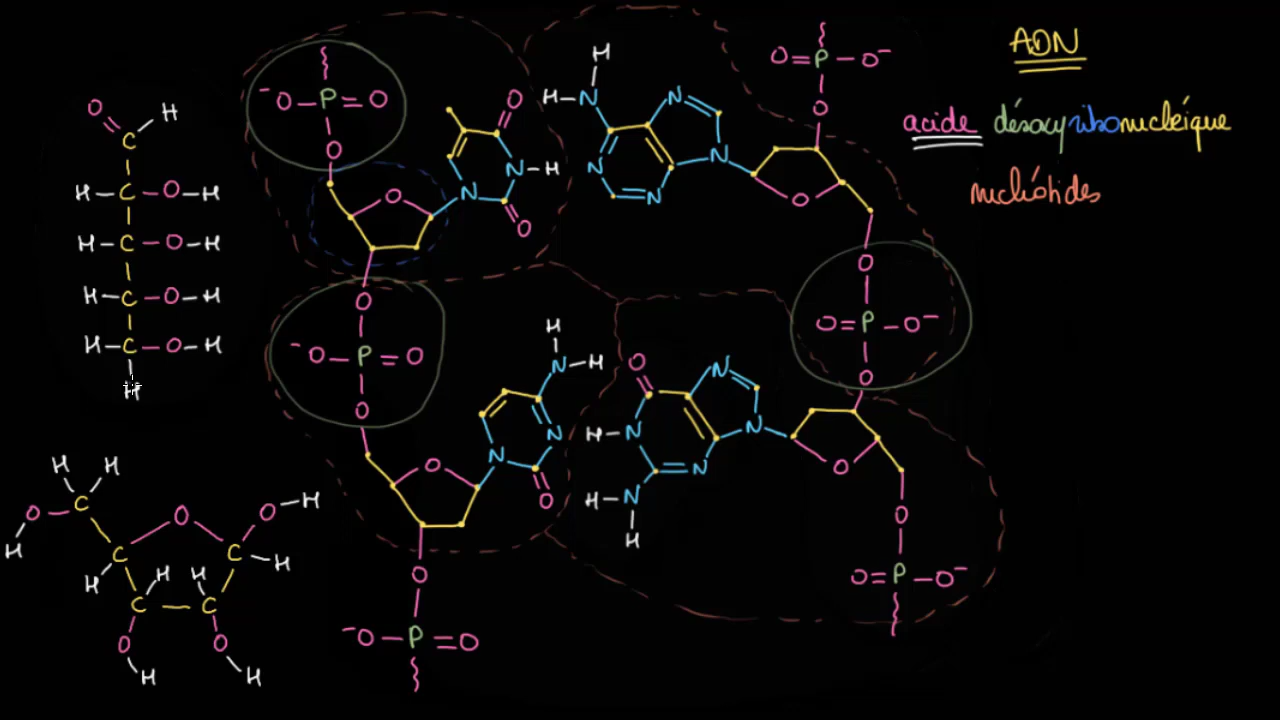 ADN
acide désoxyribonucléique
nucléotides
O H
C
H-C-O-H
H-C-O-H
H-C-O-H
H-C-O-H
H
H H
O C O H
H
C O C H
H H H
C C
O O
H H
⁻O-P=O
O
O
O
N-H
N
O
O
⁻O-P=O
O
H
N-H
N
N
O
O
O
⁻O-P=O
H
H-N
N
N
N
N
O=P-O⁻
O
O
O
O=P-O⁻
O
O
N
H-N
N
N
H-N
H
O
O
O=P-O⁻